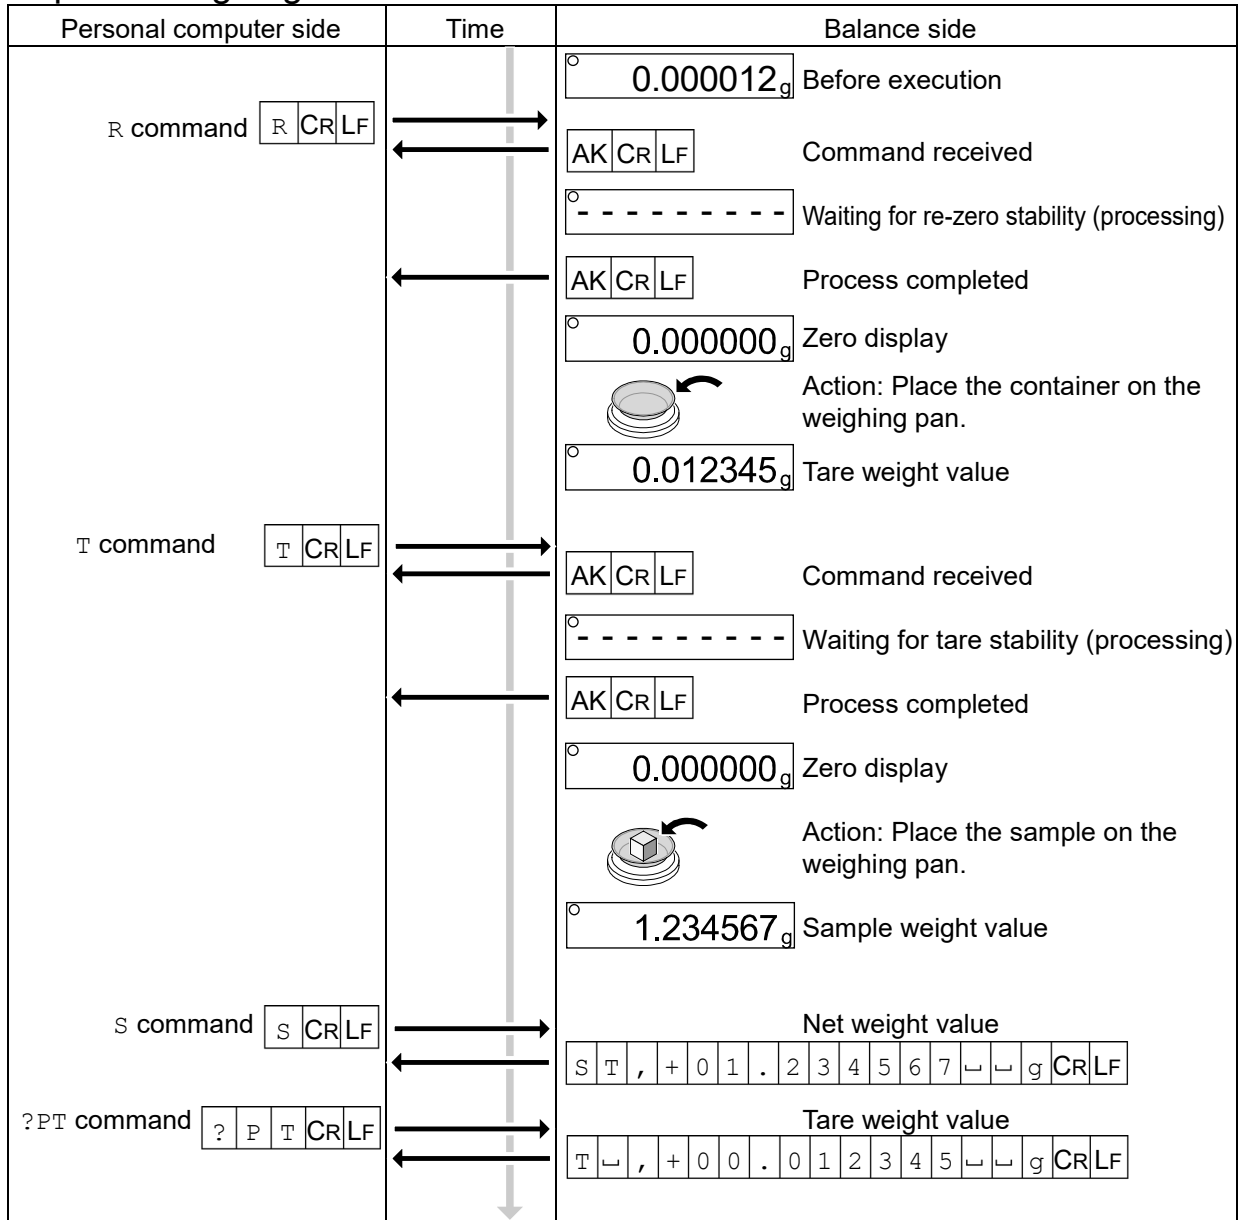 Personal computer side Time Balance side
0.000012 g Before execution
R command R CR LF
AK CR LF Command received
- - - - - - - - - Waiting for re-zero stability (processing)
AK CR LF Process completed
0.000000 g Zero display
Action: Place the container on the
weighing pan.
0.012345 g Tare weight value
T command T CR LF
AK CR LF Command received
- - - - - - - - - Waiting for tare stability (processing)
AK CR LF Process completed
0.000000 g Zero display
Action: Place the sample on the
weighing pan.
1.234567 g Sample weight value
S command S CR LF Net weight value
S T , + 0 1 . 2 3 4 5 6 7 ␣ ␣ g CR LF
?PT command ? P T CR LF Tare weight value
T ␣ , + 0 0 . 0 1 2 3 4 5 ␣ ␣ g CR LF